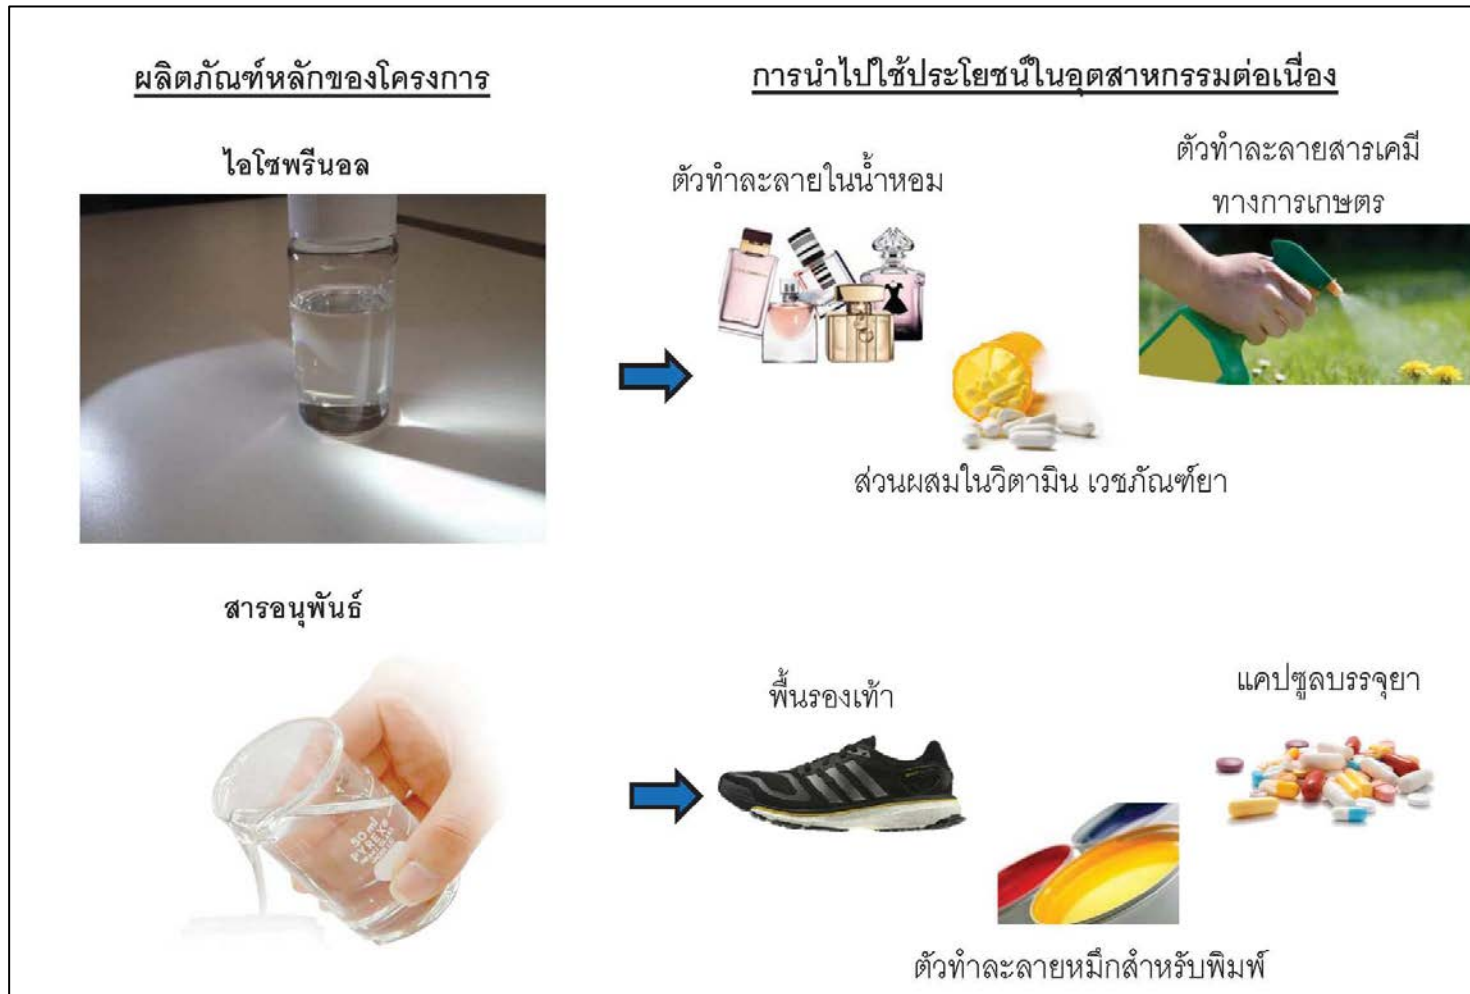 ผลิตภัณฑ์หลักของโครงการ
การนำไปใช้ประโยชน์ในอุตสาหกรรมต่อเนื่อง
ไอโซพรีนอล
ตัวทำละลายในน้ำหอม
ตัวทำละลายสารเคมี
ทางการเกษตร
ส่วนผสมในวิตามิน เวชภัณฑ์ยา
สารอนุพันธ์
พื้นรองเท้า
แคปซูลบรรจุยา
50 ml
PYREX
ตัวทำละลายหมึกสำหรับพิมพ์